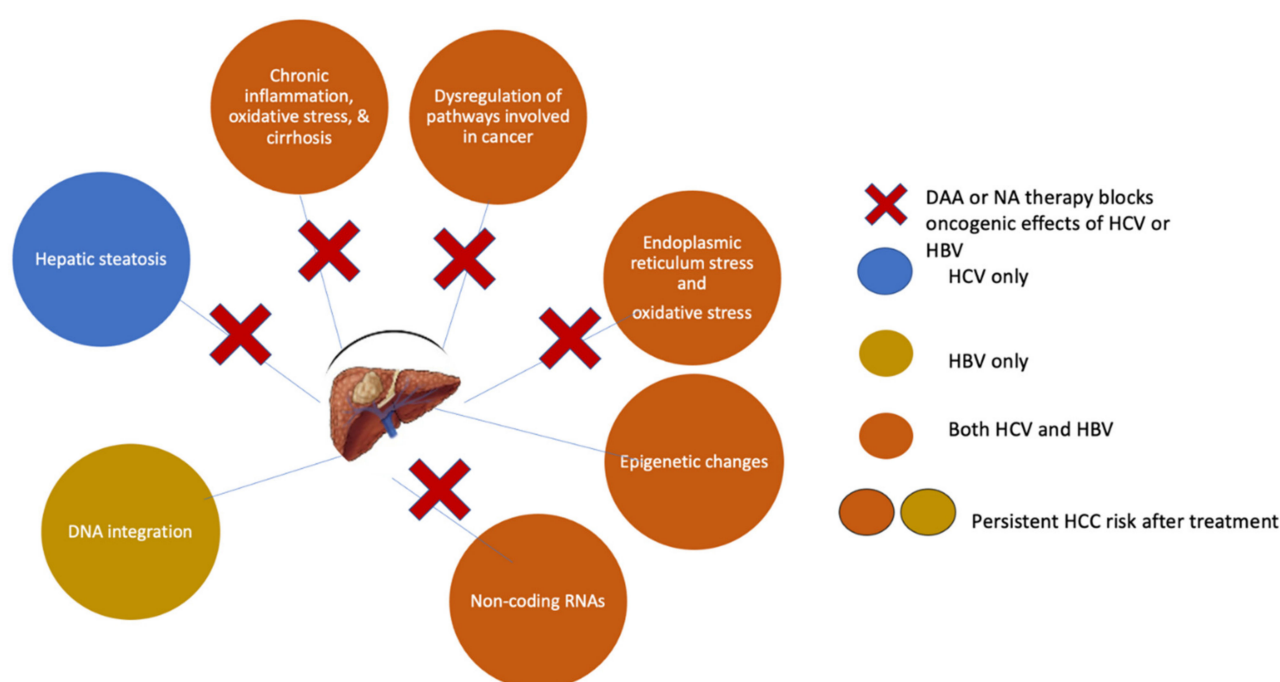 Chronic
inflammation,
oxidative stress, &
cirrhosis
Dysregulation of
pathways involved
in cancer
Hepatic steatosis
Endoplasmic
reticulum stress
and
oxidative stress
Epigenetic changes
DNA integration
Non-coding RNAs
DAA or NA therapy blocks
oncogenic effects of HCV or
HBV
HCV only
HBV only
Both HCV and HBV
Persistent HCC risk after treatment